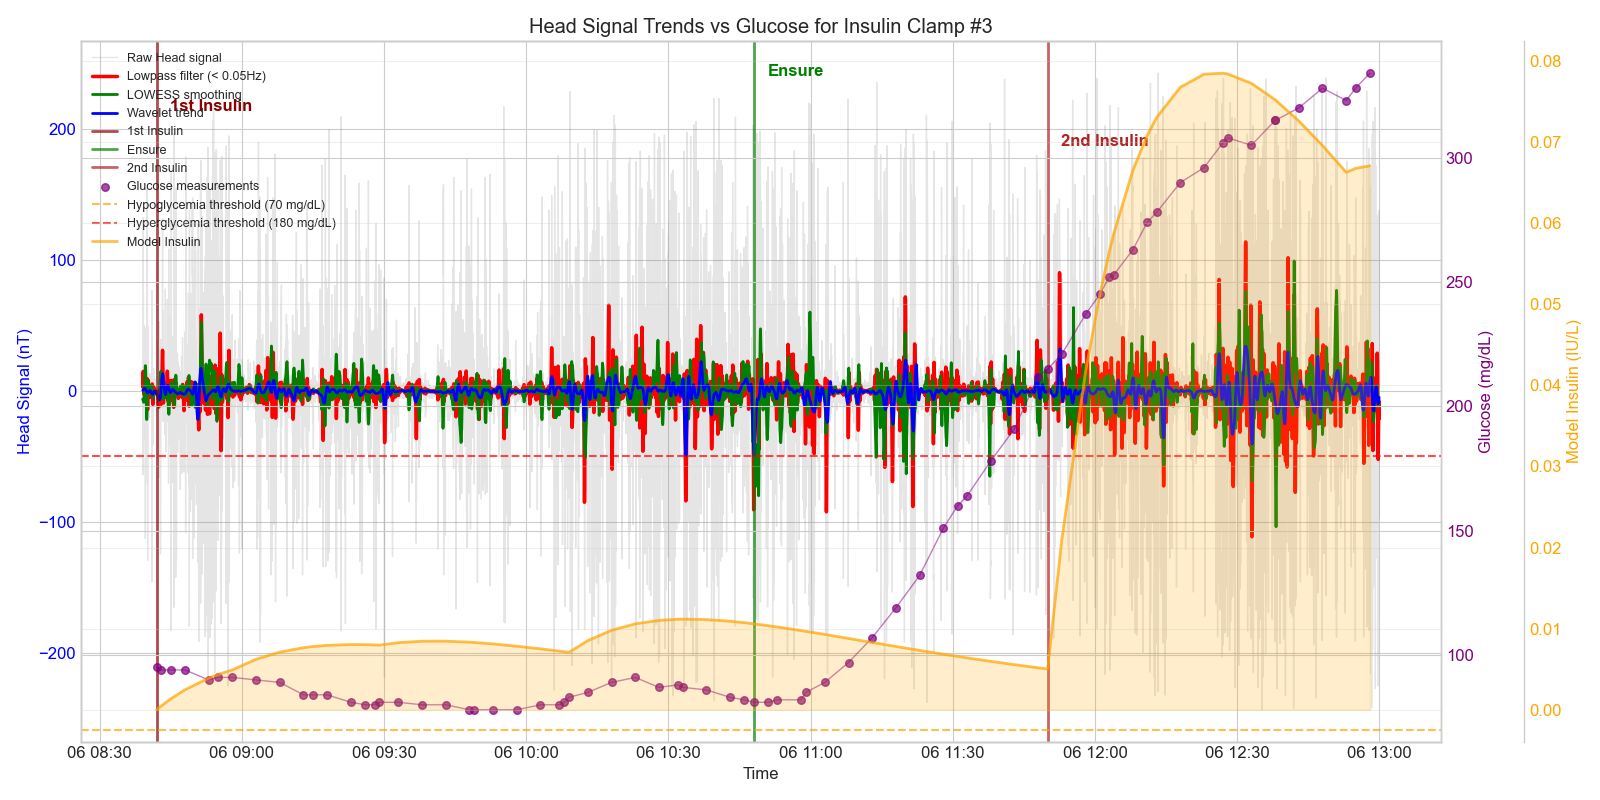 Head Signal Trends vs Glucose for Insulin Clamp #3
Raw Head signal
Lowpass filter (< 0.05Hz)
LOWESS smoothing
Wavelet trend
1st Insulin
Ensure
2nd Insulin
Glucose measurements
Hypoglycemia threshold (70 mg/dL)
Hyperglycemia threshold (180 mg/dL)
Model Insulin
1st Insulin
Ensure
2nd Insulin
Head Signal (nT)
200
100
0
−100
−200
Glucose (mg/dL)
300
250
200
150
100
Model Insulin (IU/L)
0.08
0.07
0.06
0.05
0.04
0.03
0.02
0.01
0.00
06 08:30
06 09:00
06 09:30
06 10:00
06 10:30
06 11:00
06 11:30
06 12:00
06 12:30
06 13:00
Time